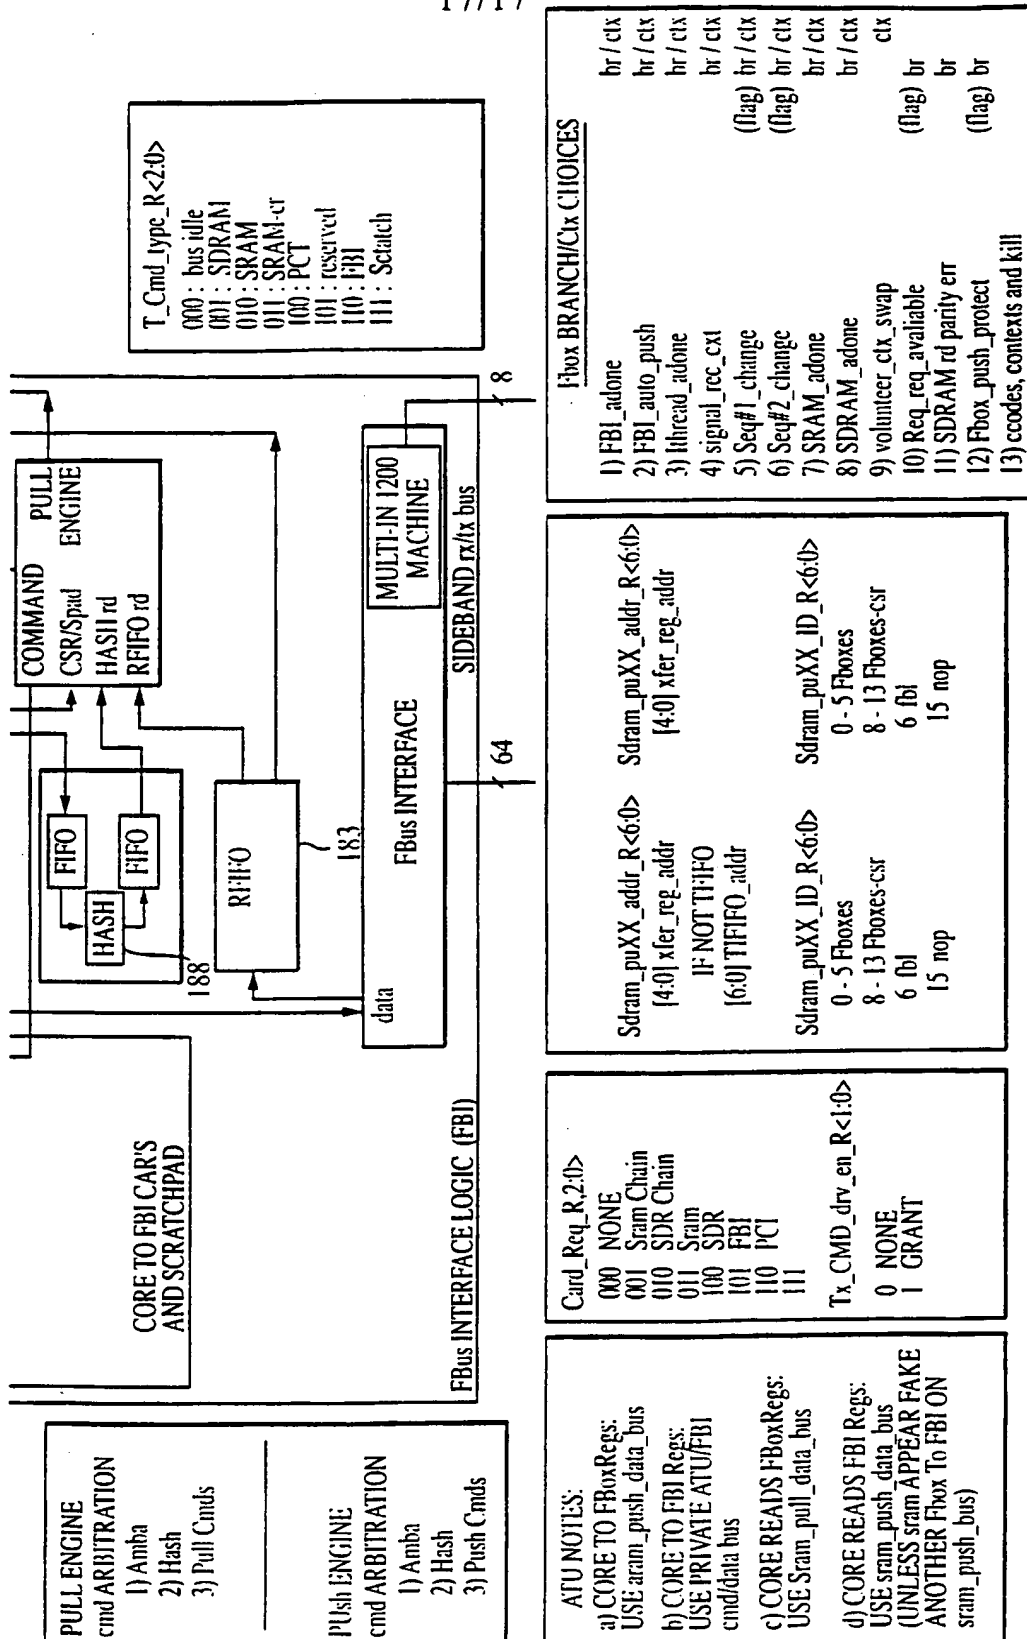 17/17
PULL ENGINE
cmd ARBITRATION
1) Amba
2) Hash
3) Pull Cmds
PUsh ENGINE
cmd ARBITRATION
1) Amba
2) Hash
3) Push Cmds
CORE TO FBI CAR'S
AND SCRATCHPAD
FBus INTERFACE LOGIC (FBI)
FIFO
HASH
FIFO
188
COMMAND
PULL
ENGINE
CSR/Spad
HASH rd
RFIFO rd
RFIFO
183
data
FBus INTERFACE
MULTI-IN 1200
MACHINE
SIDEBAND rx/tx bus
64
8
T_Cmd_type_R<2:0>
000 : bus idle
001 : SDRAM
010 : SRAM
011 : SRAM-cr
100 : PCT
101 : reserved
110 : FBI
111 : Sctatch
ATU NOTES:
a) CORE TO FBoxRegs:
USE aram_push_data_bus
b) CORE TO FBI Regs:
USE PRIVATE ATU/FBI
cmd/data bus
c) CORE READS FBoxRegs:
USE Sram_pull_data_bus
d) CORE READS FBI Regs:
USE sram_push_data_bus
(UNLESS sram APPEAR FAKE
ANOTHER Fbox To FBI ON
sram_push_bus)
Card_Req_R,2:0>
000 NONE
001 Sram Chain
010 SDR Chain
011 Sram
100 SDR
101 FBI
110 PCI
111
Tx_CMD_drv_en_R<1:0>
0 NONE
1 GRANT
Sdram_puXX_addr_R<6:0>
[4:0] xfer_reg_addr
IF NOT TFIFO
[6:0] TFIFO_addr
Sdram_puXX_ID_R<6:0>
0 - 5 Fboxes
8 - 13 Fboxes-csr
6 fbI
15 nop
Sdram_puXX_addr_R<6:0>
[4:0] xfer_reg_addr
Sdram_puXX_ID_R<6:0>
0 - 5 Fboxes
8 - 13 Fboxes-csr
6 fbI
15 nop
Fbox BRANCH/Ctx CHOICES
1) FBI_adone br / ctx
2) FBI_auto_push br / ctx
3) Ithread_adone br / ctx
4) signal_rec_cxt br / ctx
5) Seq#1_change (flag) br / ctx
6) Seq#2_change (flag) br / ctx
7) SRAM_adone br / ctx
8) SDRAM_adone br / ctx
9) volunteer_ctx_swap ctx
10) Req_req_avaliable (flag) br
11) SDRAM rd parity err br
12) Fbox_push_protect (flag) br
13) ccodes, contexts and kill